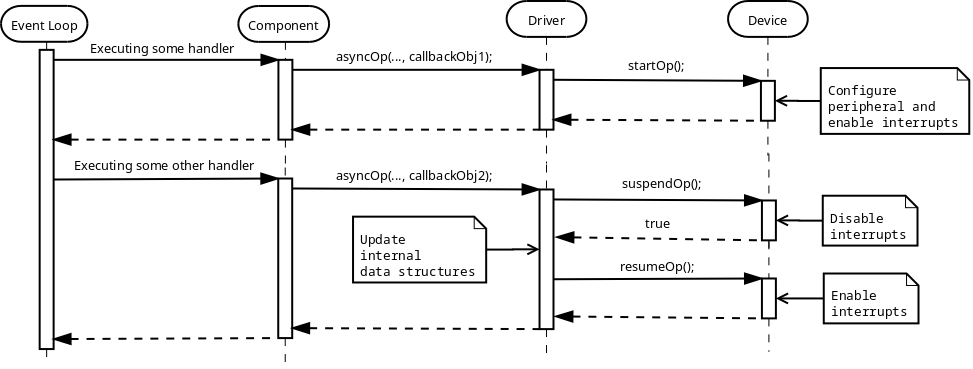 Event Loop
Component
Driver
Device
Executing some handler
asyncOp(..., callbackObj1);
startOp();
Configure
peripheral and
enable interrupts
Executing some other handler
asyncOp(..., callbackObj2);
suspendOp();
Disable
interrupts
true
Update
internal
data structures
resumeOp();
Enable
interrupts